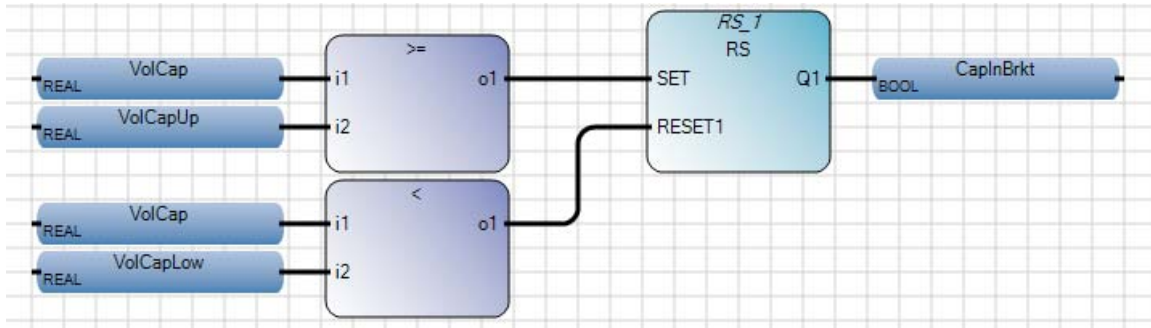 VolCap
REAL
VolCapUp
REAL
>=
i1
o1
i2
VolCap
REAL
VolCapLow
REAL
<
i1
o1
i2
RS_1
RS
SET
Q1
RESET1
CapInBrkt
BOOL